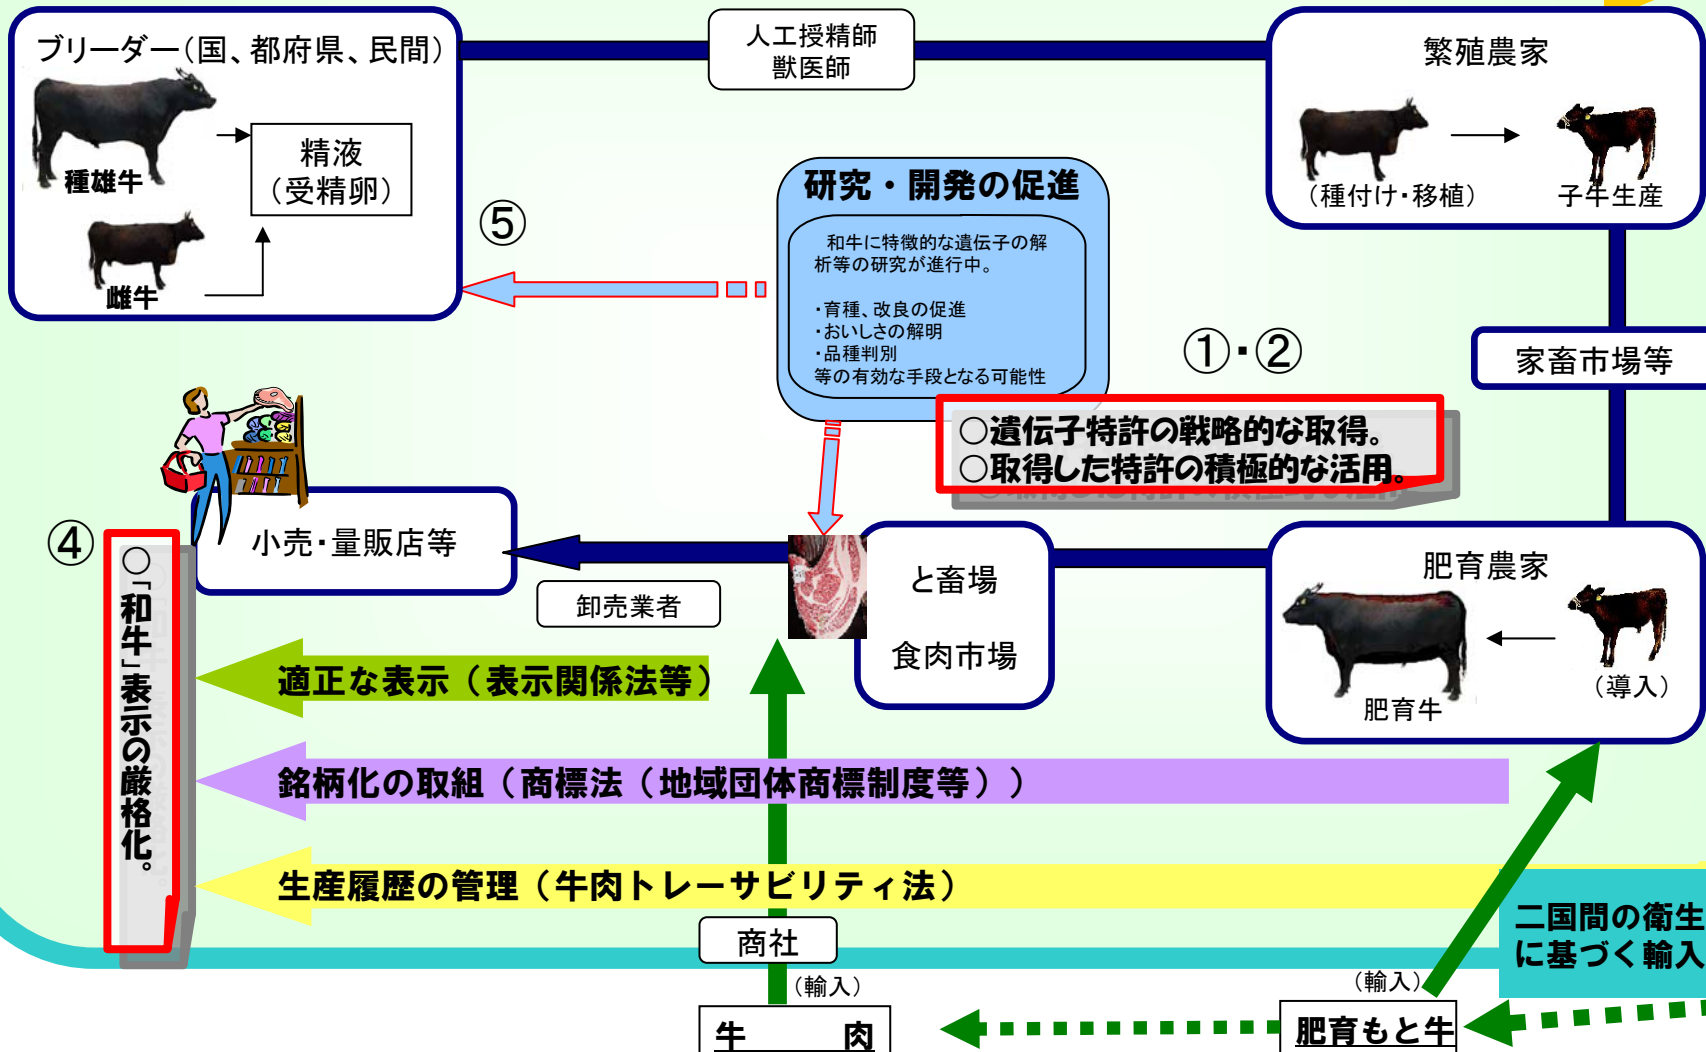 ブリーダー（国、都府県、民間）
種雄牛
精液
（受精卵）
雌牛
人工授精師
獣医師
繁殖農家
（種付け・移植）
子牛生産
研究・開発の促進
和牛に特徴的な遺伝子の解
析等の研究が進行中。
・育種、改良の促進
・おいしさの解明
・品種判別
等の有効な手段となる可能性
⑤
①・②
○遺伝子特許の戦略的な取得。
○取得した特許の積極的な活用。
家畜市場等
④
○「和牛」表示の厳格化。
小売・量販店等
卸売業者
と畜場
食肉市場
肥育農家
肥育牛
（導入）
適正な表示（表示関係法等）
銘柄化の取組（商標法（地域団体商標制度等））
生産履歴の管理（牛肉トレーサビリティ法）
二国間の衛生
に基づく輸入
商社
（輸入）
牛　肉
（輸入）
肥育もと牛